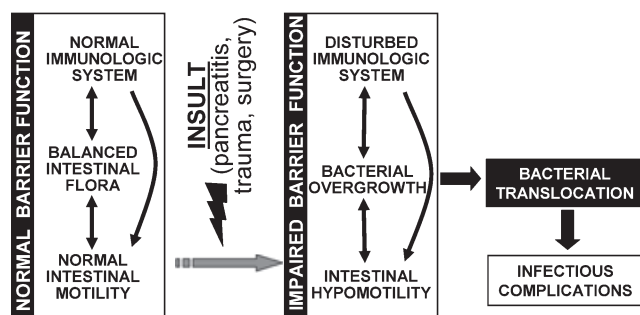 NORMAL BARRIER FUNCTION
NORMAL
IMMUNOLOGIC
SYSTEM
BALANCED
INTESTINAL
FLORA
NORMAL
INTESTINAL
MOTILITY
INSULT
(pancreatitis,
trauma, surgery)
IMPAIRED BARRIER FUNCTION
DISTURBED
IMMUNOLOGIC
SYSTEM
BACTERIAL
OVERGROWTH
INTESTINAL
HYPOMOTILITY
BACTERIAL
TRANSLOCATION
INFECTIOUS
COMPLICATIONS